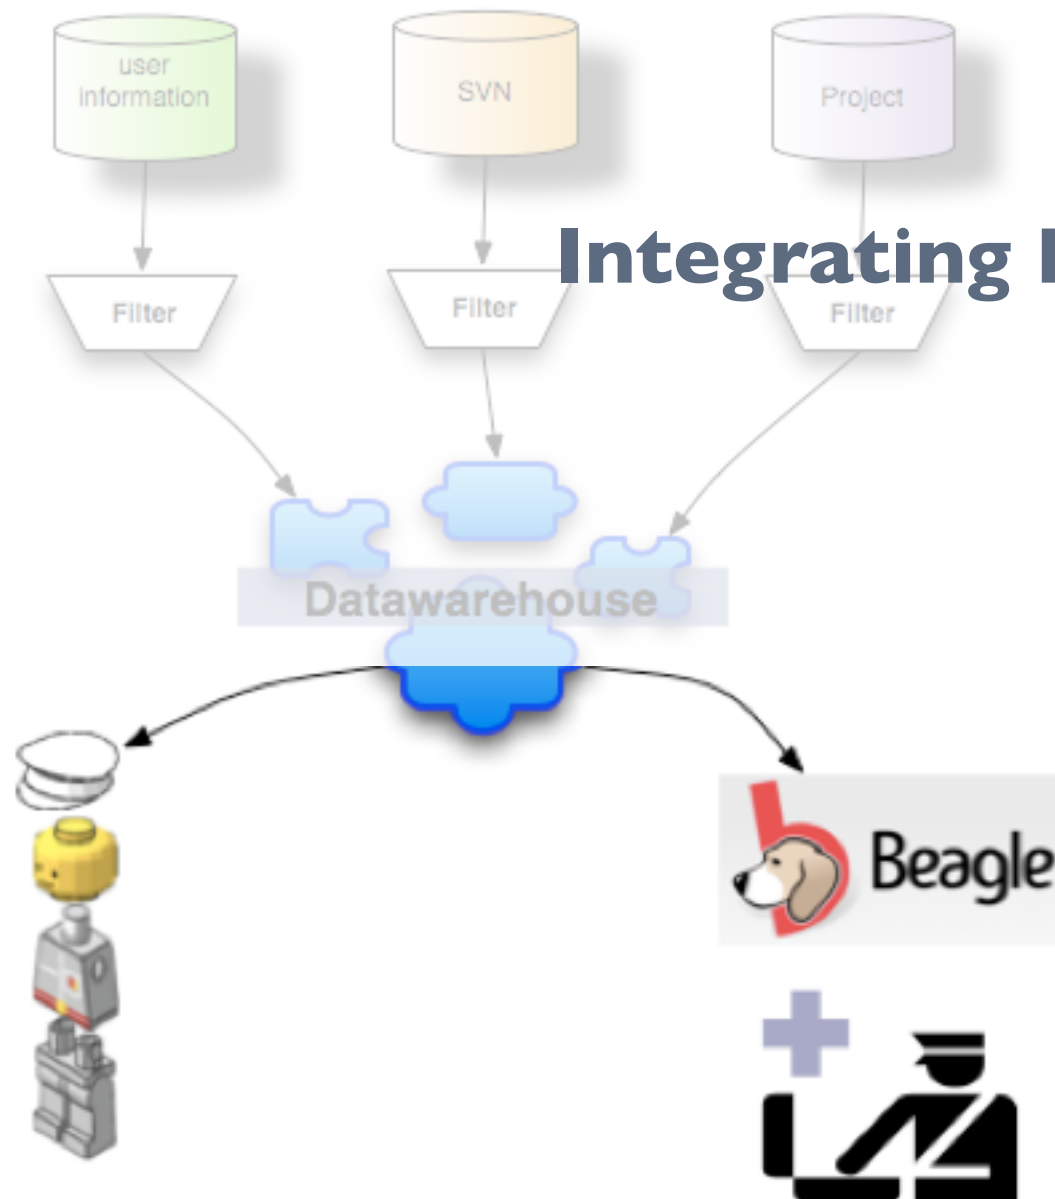 user
information
SVN
Project
Integrating
Filter
Filter
Filter
Datawarehouse
Beagle